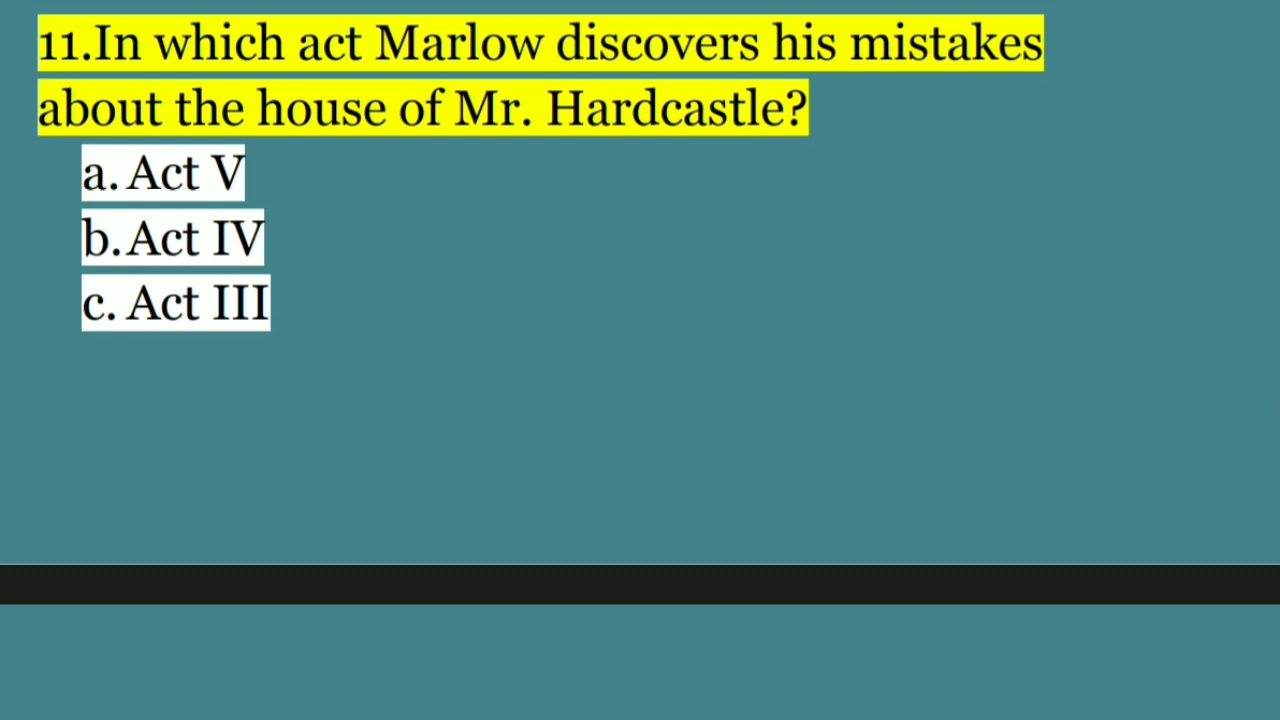 11.In which act Marlow discovers his mistakes
about the house of Mr. Hardcastle?
a. Act V
b. Act IV
c. Act III